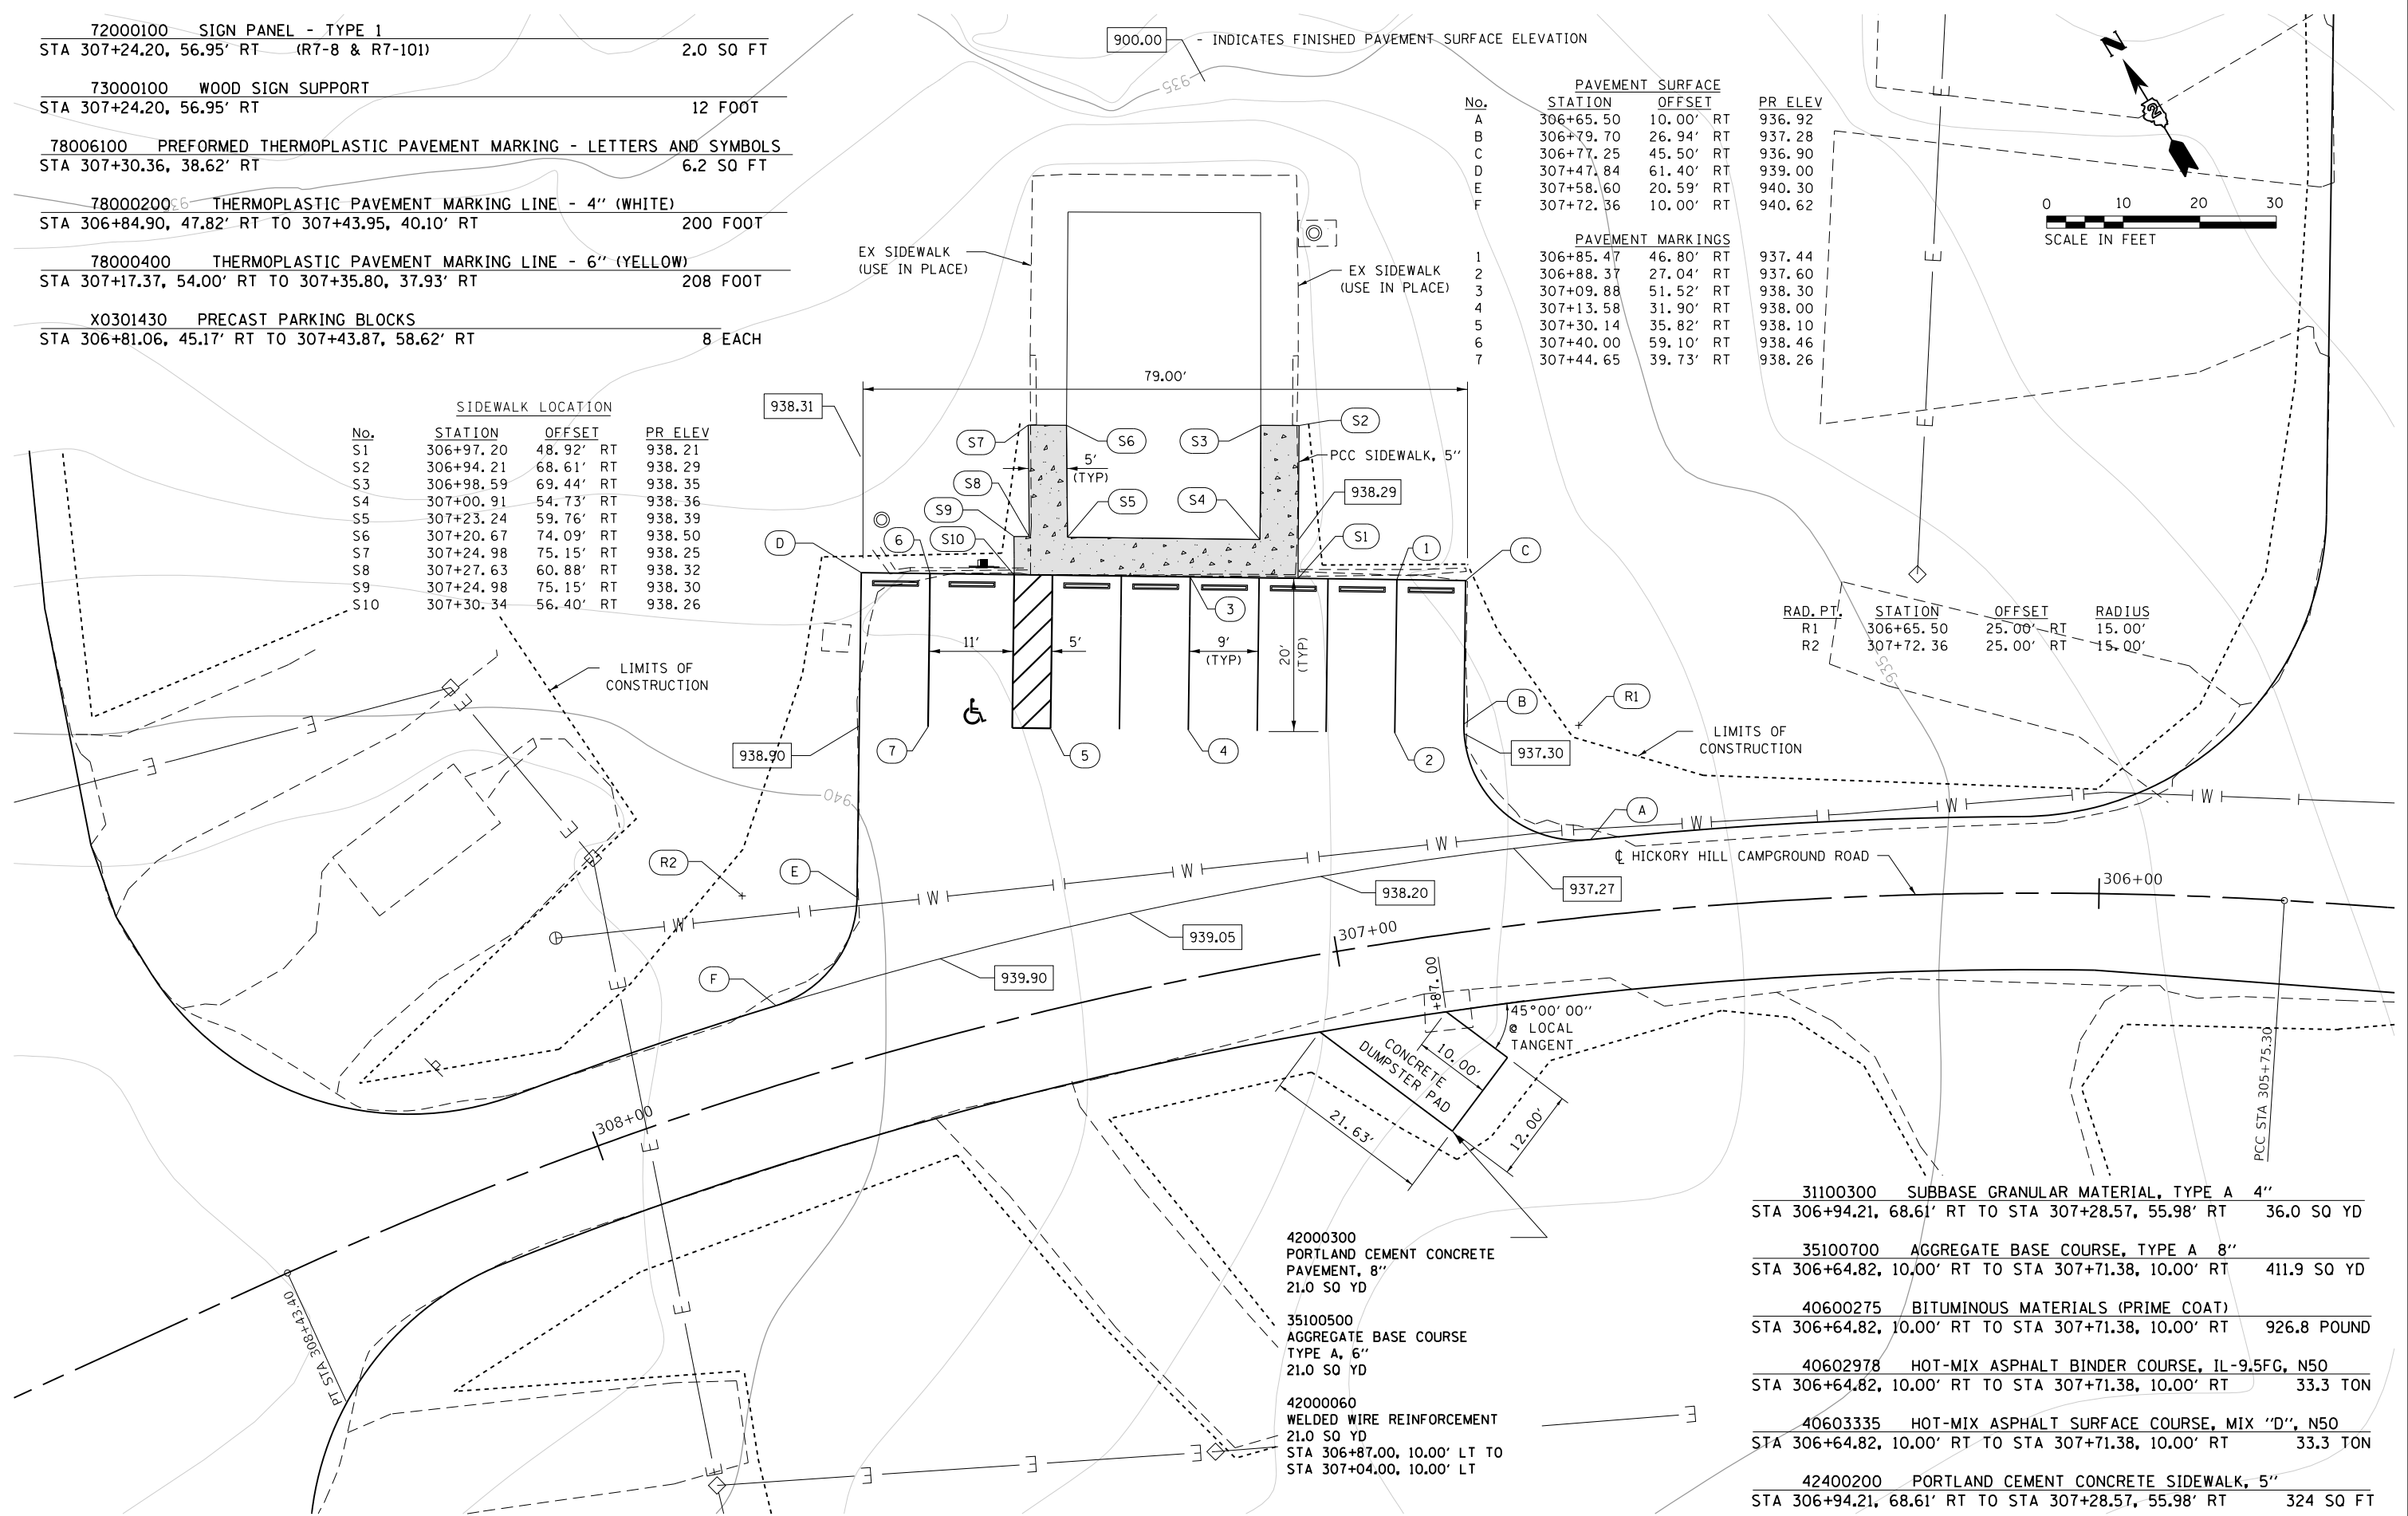 72000100 SIGN PANEL - TYPE 1
STA 307+24.20, 56.95' RT (R7-8 & R7-101) 2.0 SQ FT
73000100 WOOD SIGN SUPPORT
STA 307+24.20, 56.95' RT 12 FOOT
78006100 PREFORMED THERMOPLASTIC PAVEMENT MARKING - LETTERS AND SYMBOLS
STA 307+30.36, 38.62' RT 6.2 SQ FT
78000200 THERMOPLASTIC PAVEMENT MARKING LINE - 4" (WHITE)
STA 306+84.90, 47.82' RT TO 307+43.95, 40.10' RT 200 FOOT
78000400 THERMOPLASTIC PAVEMENT MARKING LINE - 6" (YELLOW)
STA 307+17.37, 54.00' RT TO 307+35.80, 37.93' RT 208 FOOT
X0301430 PRECAST PARKING BLOCKS
STA 306+81.06, 45.17' RT TO 307+43.87, 58.62' RT 8 EACH
900.00 - INDICATES FINISHED PAVEMENT SURFACE ELEVATION
935
935
PAVEMENT SURFACE
No. STATION OFFSET PR ELEV
A 306+65.50 10.00' RT 936.92
B 306+79.70 26.94' RT 937.28
C 306+77.25 45.50' RT 936.90
D 307+47.84 61.40' RT 939.00
E 307+58.60 20.59' RT 940.30
F 307+72.36 10.00' RT 940.62
PAVEMENT MARKINGS
1 306+85.47 46.80' RT 937.44
2 306+88.37 27.04' RT 937.60
3 307+09.88 51.52' RT 938.30
4 307+13.58 31.90' RT 938.00
5 307+30.14 35.82' RT 938.10
6 307+40.00 59.10' RT 938.46
7 307+44.65 39.73' RT 938.26
N
2
0 10 20 30
SCALE IN FEET
SIDEWALK LOCATION
No. STATION OFFSET PR ELEV
S1 306+97.20 48.92' RT 938.21
S2 306+94.21 68.61' RT 938.29
S3 306+98.59 69.44' RT 938.35
S4 307+00.91 54.73' RT 938.36
S5 307+23.24 59.76' RT 938.39
S6 307+20.67 74.09' RT 938.50
S7 307+24.98 75.15' RT 938.25
S8 307+27.63 60.88' RT 938.32
S9 307+24.98 75.15' RT 938.30
S10 307+30.34 56.40' RT 938.26
EX SIDEWALK
(USE IN PLACE)
EX SIDEWALK
(USE IN PLACE)
79.00'
938.31
S7
S6
S3
S2
5'
(TYP)
PCC SIDEWALK, 5"
S8
S5
S4
938.29
S9
S10
S1
D
6
1
C
3
11'
5'
9'
(TYP)
20'
(TYP)
LIMITS OF
CONSTRUCTION
RAD. PT. STATION OFFSET RADIUS
R1 306+65.50 25.00' RT 15.00'
R2 307+72.36 25.00' RT 15.00'
935
R1
B
LIMITS OF
CONSTRUCTION
938.90
7
5
4
2
937.30
940
A
R2
E
F
₵ HICKORY HILL CAMPGROUND ROAD
306+00
937.27
938.20
939.05
939.90
307+00
308+00
E E E E E E E E E E E E E E E
W W W W W W W
+87.00
45°00'00"
@ LOCAL
TANGENT
CONCRETE
DUMPSTER PAD
10.00'
12.00'
21.63'
PCC STA 305+75.30
PT STA 308+43.40
42000300
PORTLAND CEMENT CONCRETE
PAVEMENT, 8"
21.0 SQ YD
35100500
AGGREGATE BASE COURSE
TYPE A, 6"
21.0 SQ YD
42000060
WELDED WIRE REINFORCEMENT
21.0 SQ YD
STA 306+87.00, 10.00' LT TO
STA 307+04.00, 10.00' LT
31100300 SUBBASE GRANULAR MATERIAL, TYPE A 4"
STA 306+94.21, 68.61' RT TO STA 307+28.57, 55.98' RT 36.0 SQ YD
35100700 AGGREGATE BASE COURSE, TYPE A 8"
STA 306+64.82, 10.00' RT TO STA 307+71.38, 10.00' RT 411.9 SQ YD
40600275 BITUMINOUS MATERIALS (PRIME COAT)
STA 306+64.82, 10.00' RT TO STA 307+71.38, 10.00' RT 926.8 POUND
40602978 HOT-MIX ASPHALT BINDER COURSE, IL-9.5FG, N50
STA 306+64.82, 10.00' RT TO STA 307+71.38, 10.00' RT 33.3 TON
40603335 HOT-MIX ASPHALT SURFACE COURSE, MIX "D", N50
STA 306+64.82, 10.00' RT TO STA 307+71.38, 10.00' RT 33.3 TON
42400200 PORTLAND CEMENT CONCRETE SIDEWALK, 5"
STA 306+94.21, 68.61' RT TO STA 307+28.57, 55.98' RT 324 SQ FT